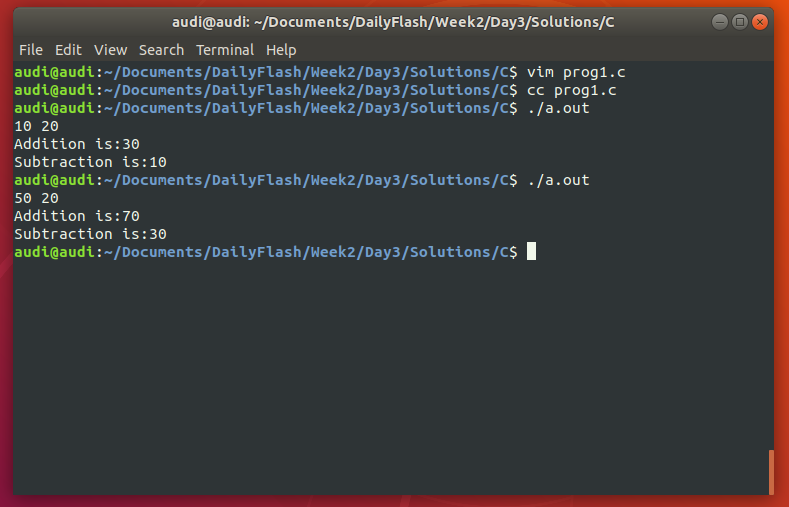 audi@audi: ~/Documents/DailyFlash/Week2/Day3/Solutions/C
File Edit View Search Terminal Help
audi@audi:~/Documents/DailyFlash/Week2/Day3/Solutions/C$ vim prog1.c
audi@audi:~/Documents/DailyFlash/Week2/Day3/Solutions/C$ cc prog1.c
audi@audi:~/Documents/DailyFlash/Week2/Day3/Solutions/C$ ./a.out
10 20
Addition is:30
Subtraction is:10
audi@audi:~/Documents/DailyFlash/Week2/Day3/Solutions/C$ ./a.out
50 20
Addition is:70
Subtraction is:30
audi@audi:~/Documents/DailyFlash/Week2/Day3/Solutions/C$